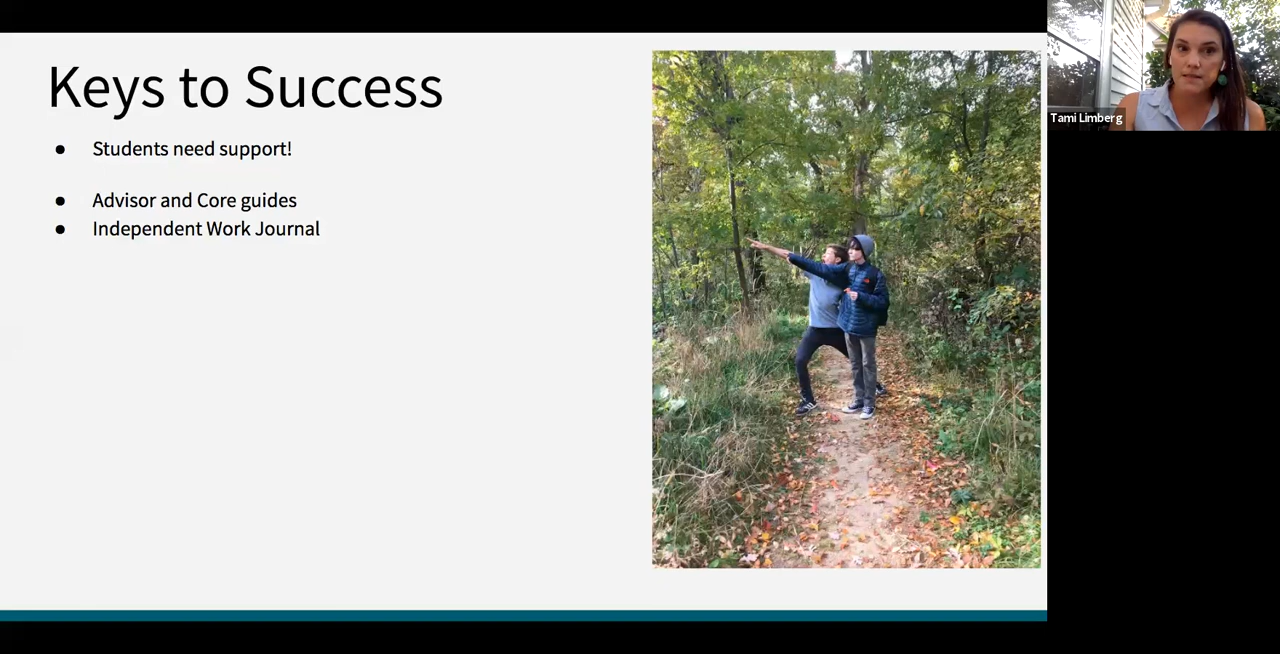 Keys to Success
● Students need support!
● Advisor and Core guides
● Independent Work Journal
Tami Limberg